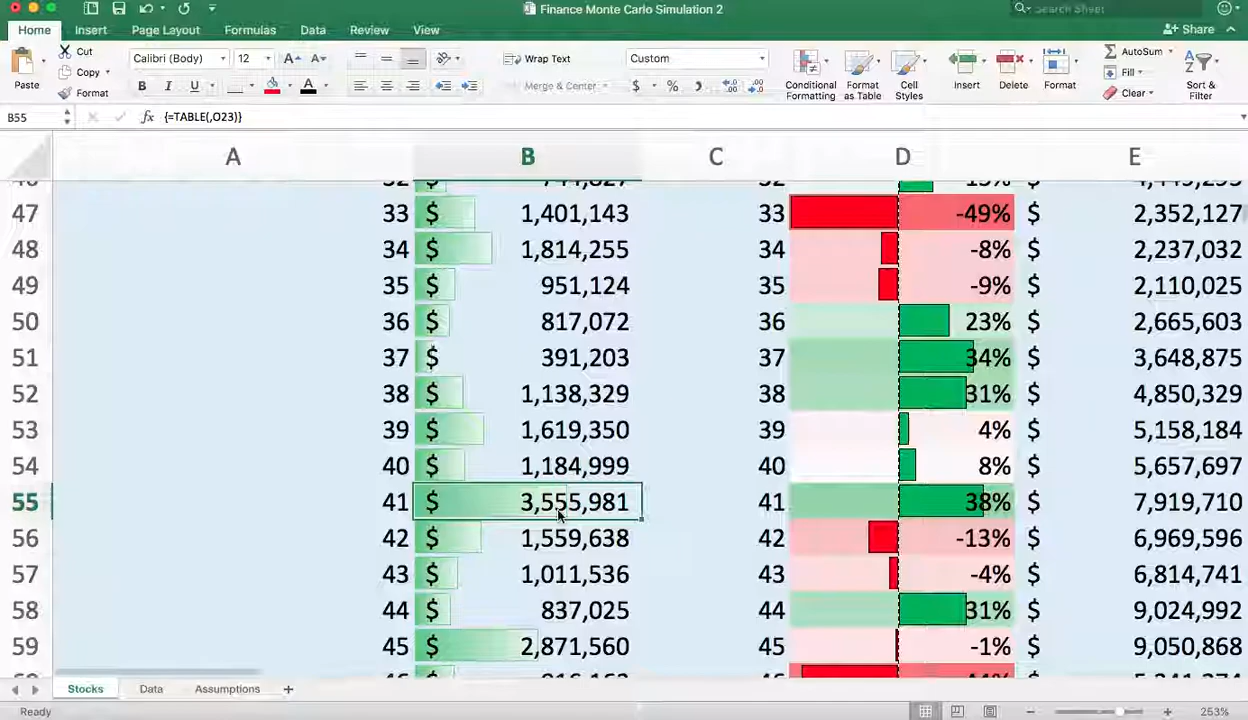 Finance Monte Carlo Simulation 2
Search Sheet
Home Insert Page Layout Formulas Data Review View
Share
Paste
Cut
Copy
Format
Calibri (Body) 12
A A
B I U A
Wrap Text
Merge & Center
Custom
$ %
Conditional Formatting
Format as Table
Cell Styles
Insert
Delete
Format
AutoSum
Fill
Clear
Sort & Filter
B55 fx {=TABLE(,O23)}
A B C D E
47 33 $ 1,401,143 33 -49% $ 2,352,127
48 34 $ 1,814,255 34 -8% $ 2,237,032
49 35 $ 951,124 35 -9% $ 2,110,025
50 36 $ 817,072 36 23% $ 2,665,603
51 37 $ 391,203 37 34% $ 3,648,875
52 38 $ 1,138,329 38 31% $ 4,850,329
53 39 $ 1,619,350 39 4% $ 5,158,184
54 40 $ 1,184,999 40 8% $ 5,657,697
55 41 $ 3,555,981 41 38% $ 7,919,710
56 42 $ 1,559,638 42 -13% $ 6,969,596
57 43 $ 1,011,536 43 -4% $ 6,814,741
58 44 $ 837,025 44 31% $ 9,024,992
59 45 $ 2,871,560 45 -1% $ 9,050,868
Stocks Data Assumptions
Ready
253%